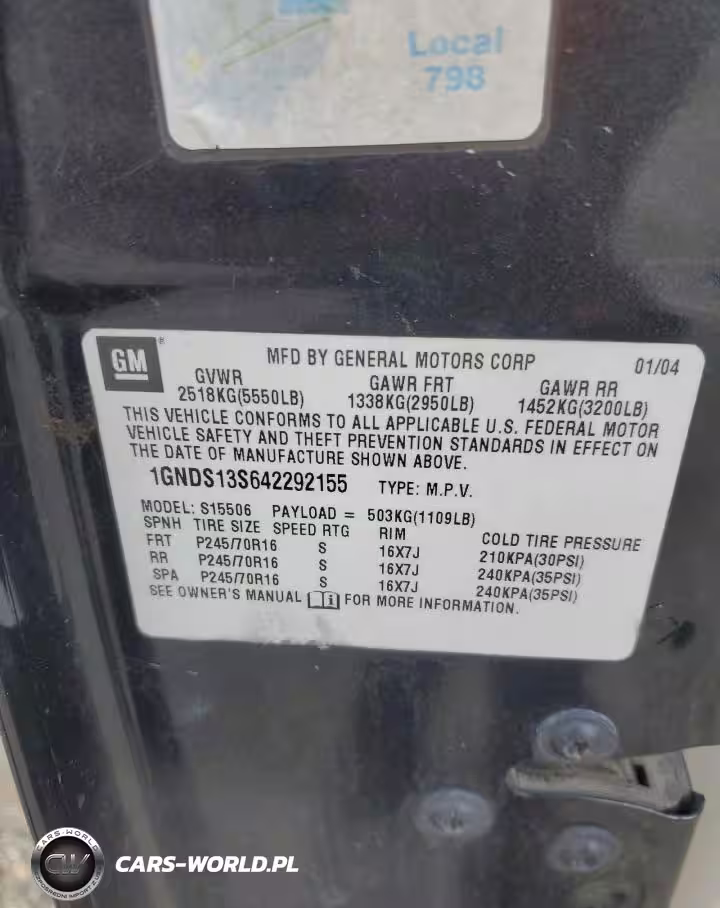 Local
798
GM
®
MFD BY GENERAL MOTORS CORP 01/04
GVWR GAWR FRT GAWR RR
2518KG(5550LB) 1338KG(2950LB) 1452KG(3200LB)
THIS VEHICLE CONFORMS TO ALL APPLICABLE U.S. FEDERAL MOTOR
VEHICLE SAFETY AND THEFT PREVENTION STANDARDS IN EFFECT ON
THE DATE OF MANUFACTURE SHOWN ABOVE.
1GNDS13S642292155 TYPE: M.P.V.
MODEL: S15506 PAYLOAD = 503KG(1109LB)
SPNH TIRE SIZE SPEED RTG RIM COLD TIRE PRESSURE
FRT P245/70R16 S 16X7J 210KPA(30PSI)
RR P245/70R16 S 16X7J 240KPA(35PSI)
SPA P245/70R16 S 16X7J 240KPA(35PSI)
SEE OWNER'S MANUAL FOR MORE INFORMATION.
CARS-WORLD
CW
CARS-WORLD.PL